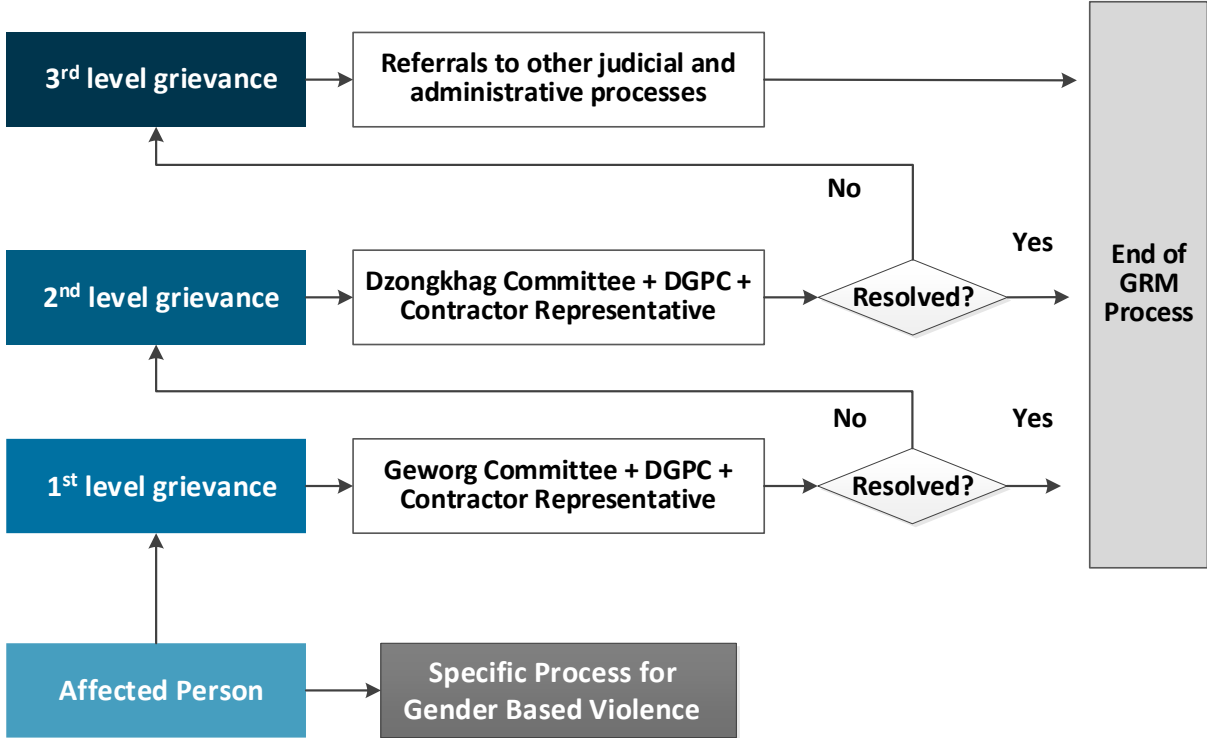 3rd level grievance
Referrals to other judicial and
administrative processes
No
Yes
End of
GRM
Process
2nd level grievance
Dzongkhag Committee + DGPC +
Contractor Representative
Resolved?
No
Yes
1st level grievance
Geworg Committee + DGPC +
Contractor Representative
Resolved?
Affected Person
Specific Process for
Gender Based Violence